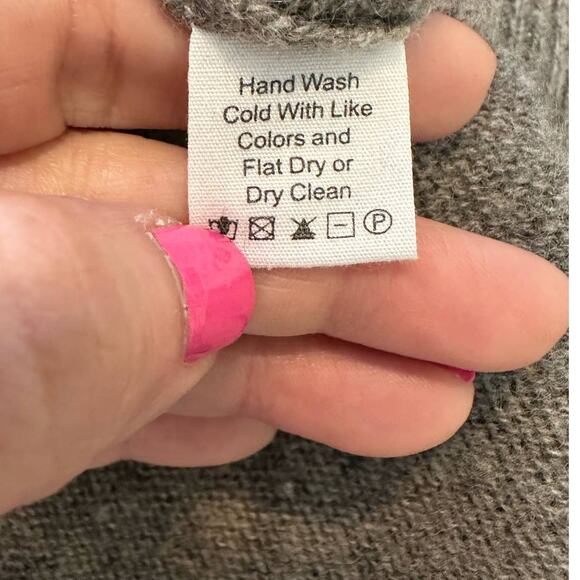 Hand Wash
Cold With Like
Colors and
Flat Dry or
Dry Clean
P